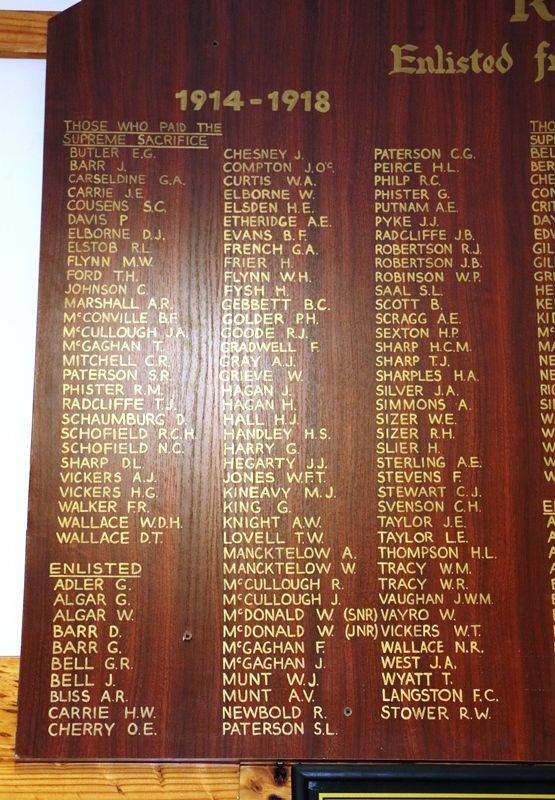 Enlisted
1914-1918
THOSE WHO PAID THE
SUPREME SACRIFICE
BUTLER E.G.
BARR J.
CARSELDINE G.A.
CARRIE J.E.
COUSENS S.C.
DAVIS P
ELBORNE D.J.
ELSTOB R.L
FLYNN M.W.
FORD T.H.
JOHNSON C.
MARSHALL A.R.
McCONVILLE B.F.
McCULLOUGH J.A.
McGAGHAN T.
MITCHELL C.R.
PATERSON S.R.
PHISTER R.M.
RADCLIFFE T.J.
SCHAUMBURG D.
SCHOFIELD R.C.H.
SCHOFIELD N.C.
SHARP D.L
VICKERS A.J.
VICKERS H.G.
WALKER F.R.
WALLACE W.D.H.
WALLACE D.T.
ENLISTED
ADLER G.
ALGAR G.
ALGAR W.
BARR D.
BARR G.
BELL G.R.
BELL J.
BLISS A.R.
CARRIE H.W.
CHERRY O.E.
CHESNEY J.
COMPTON J.Oc.
CURTIS W.A.
ELBORNE W.
ELSDEN H.E.
ETHERIDGE A.E.
EVANS B.F.
FRENCH G.A.
FRIER H.
FLYNN W.H.
FYSH H.
GEBBETT B.C.
GOLDER P.H.
GOODE R.J.
GRADWELL F.
GRAY A.J.
GRIEVE W.
HAGAN J.
HAGAN H.
HALL H.J.
HANDLEY H.S.
HARRY G.
HEGARTY J.J.
JONES W.F.T.
KINEAVY M.J.
KING G.
KNIGHT A.W.
LOVELL T.W.
MANCKTELOW A.
MANCKTELOW W.
McCULLOUGH R.
McCULLOUGH J.
McDONALD W. (SNR)
McDONALD W. (JNR)
McGAGHAN F.
McGAGHAN J.
MUNT W.J.
MUNT A.V.
NEWBOLD R.
PATERSON S.L.
PATERSON C.G.
PEIRCE H.L.
PHILP R.C.
PHISTER G.
PUTNAM A.E.
PYKE J.J.
RADCLIFFE J.B.
ROBERTSON R.J.
ROBERTSON J.B.
ROBINSON W.P.
SAAL S.L.
SCOTT B.
SCRAGG A.E.
SEXTON H.P.
SHARP H.C.M.
SHARP T.J.
SHARPLES H.A.
SILVER J.A.
SIMMONS A.
SIZER W.E.
SIZER R.H.
SLIER H.
STERLING A.E.
STEVENS F.
STEWART C.J.
SVENSON C.H.
TAYLOR J.E.
TAYLOR L.E.
THOMPSON H.L.
TRACY W.M.
TRACY W.R.
VAUGHAN J.W.M.
VAYRO W.
VICKERS W.T.
WALLACE N.R.
WEST J.A.
WYATT T.
LANGSTON F.C.
STOWER R.W.